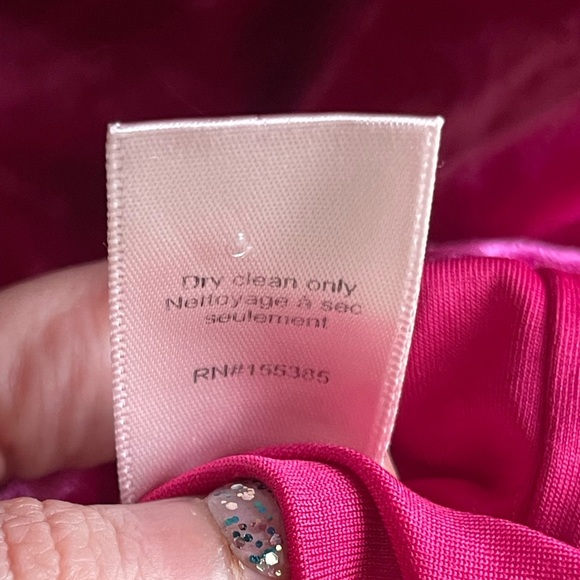 Dry clean only
Nettoyage à sec
seulement
RN#155385